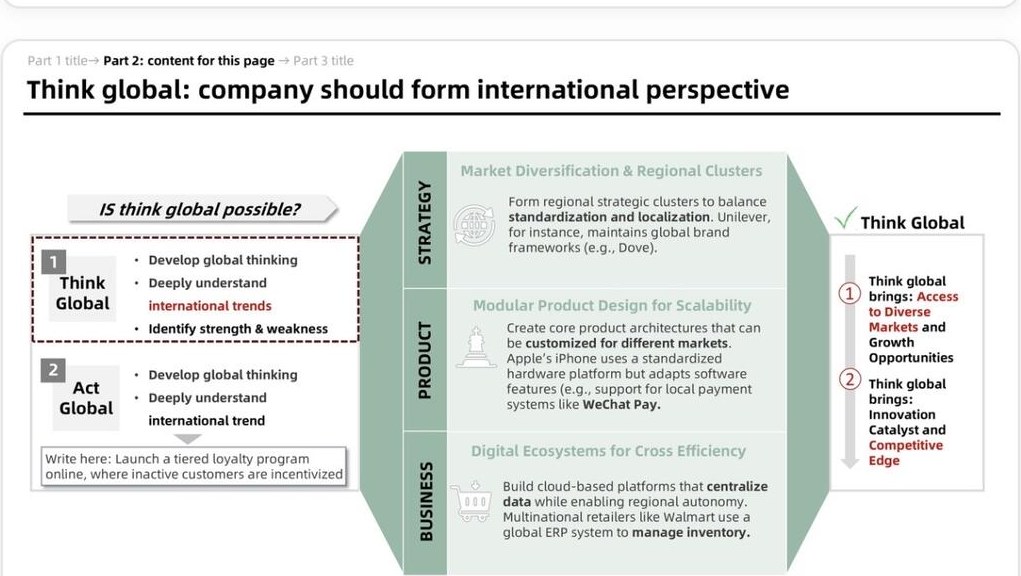 Part 1 title→ Part 2: content for this page → Part 3 title
Think global: company should form international perspective
IS think global possible?
1
Think
Global
• Develop global thinking
• Deeply understand
international trends
• Identify strength & weakness
2
Act
Global
• Develop global thinking
• Deeply understand
international trend
Write here: Launch a tiered loyalty program
online, where inactive customers are incentivized
STRATEGY
Market Diversification & Regional Clusters
Form regional strategic clusters to balance
standardization and localization. Unilever,
for instance, maintains global brand
frameworks (e.g., Dove).
PRODUCT
Modular Product Design for Scalability
Create core product architectures that can
be customized for different markets.
Apple's iPhone uses a standardized
hardware platform but adapts software
features (e.g., support for local payment
systems like WeChat Pay.
BUSINESS
Digital Ecosystems for Cross Efficiency
Build cloud-based platforms that centralize
data while enabling regional autonomy.
Multinational retailers like Walmart use a
global ERP system to manage inventory.
Think Global
1
Think global
brings: Access
to Diverse
Markets and
Growth
Opportunities
2
Think global
brings:
Innovation
Catalyst and
Competitive
Edge